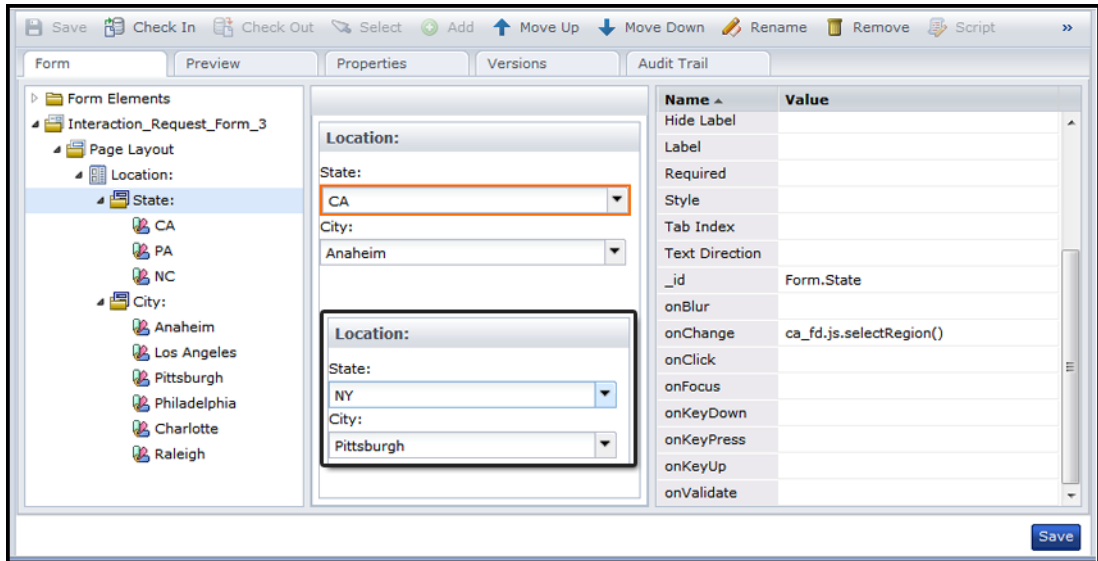 Save Check In Check Out Select Add Move Up Move Down Rename Remove Script »
Form Preview Properties Versions Audit Trail
Form Elements
Interaction_Request_Form_3
Page Layout
Location:
State:
CA
PA
NC
City:
Anaheim
Los Angeles
Pittsburgh
Philadelphia
Charlotte
Raleigh
Location:
State:
CA
City:
Anaheim
Location:
State:
NY
City:
Pittsburgh
Name Value
Hide Label
Label
Required
Style
Tab Index
Text Direction
_id Form.State
onBlur
onChange ca_fd.js.selectRegion()
onClick
onFocus
onKeyDown
onKeyPress
onKeyUp
onValidate
Save